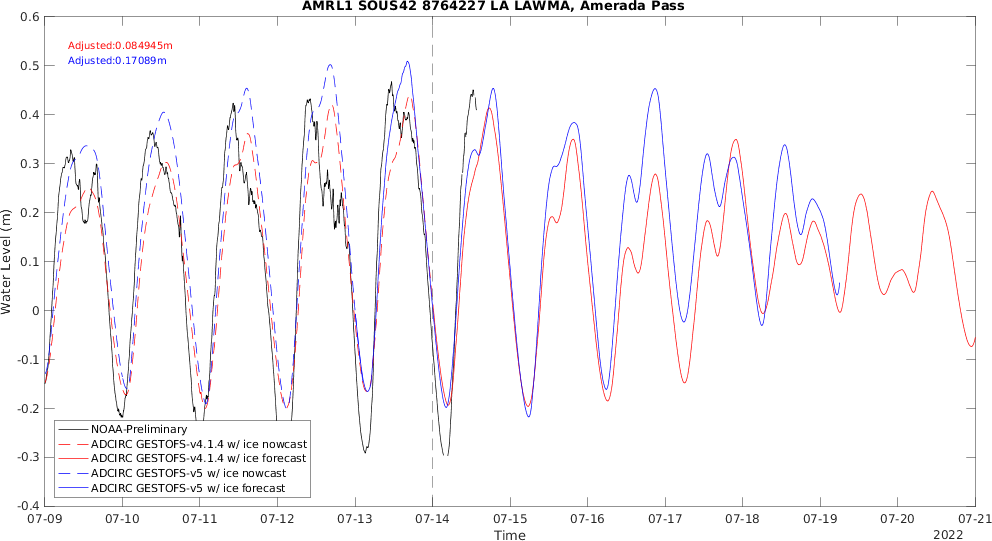 AMRL1 SOUS42 8764227 LA LAWMA, Amerada Pass
Adjusted:0.084945m
Adjusted:0.17089m
0.6
0.5
0.4
0.3
0.2
0.1
0
-0.1
-0.2
-0.3
-0.4
Water Level (m)
NOAA-Preliminary
ADCIRC GESTOFS-v4.1.4 w/ ice nowcast
ADCIRC GESTOFS-v4.1.4 w/ ice forecast
ADCIRC GESTOFS-v5 w/ ice nowcast
ADCIRC GESTOFS-v5 w/ ice forecast
07-09 07-10 07-11 07-12 07-13 07-14 07-15 07-16 07-17 07-18 07-19 07-20 07-21
Time
2022